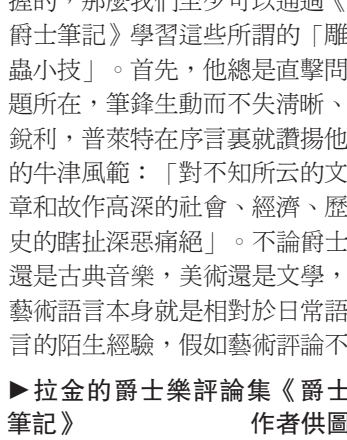 握的，那麼我們至少可以通過《
爵士筆記》學習這些所謂的「雕
蟲小技」。首先，他總是直擊問
題所在，筆鋒生動而不失清晰、
銳利，普萊特在序言裏就讚揚他
的牛津風範：「對不知所云的文
章和故作高深的社會、經濟、歷
史的瞎扯深惡痛絕」。不論爵士
還是古典音樂，美術還是文學，
藝術語言本身就是相對於日常語
言的陌生經驗，假如藝術評論不
▶拉金的爵士樂評論集《爵士
筆記》 作者供圖